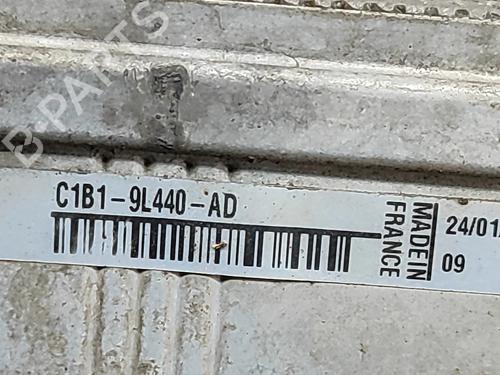 B-PARTS
C1B1-9L440-AD
MADE IN
FRANCE
24/01/
09